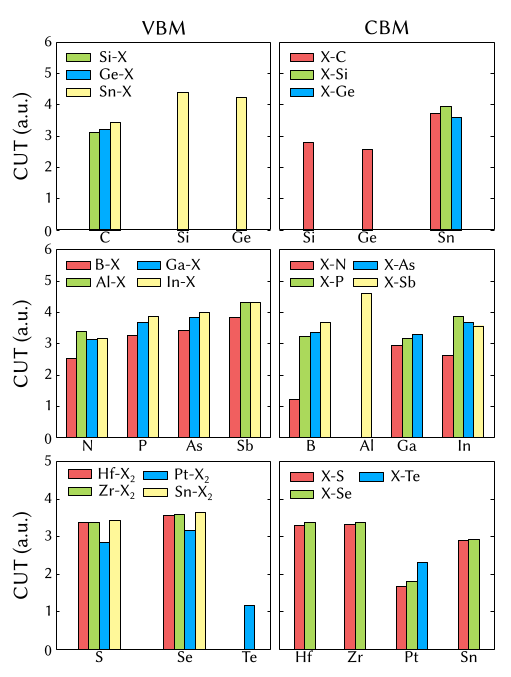 VBM CBM
6
5
4
3
2
1
0
CUT (a.u.)
Si-X
Ge-X
Sn-X
C Si Ge
X-C
X-Si
X-Ge
Si Ge Sn
6
5
4
3
2
1
0
CUT (a.u.)
B-X Ga-X
Al-X In-X
N P As Sb
X-N X-As
X-P X-Sb
B Al Ga In
5
4
3
2
1
0
CUT (a.u.)
Hf-X₂ Pt-X₂
Zr-X₂ Sn-X₂
S Se Te
X-S X-Te
X-Se
Hf Zr Pt Sn